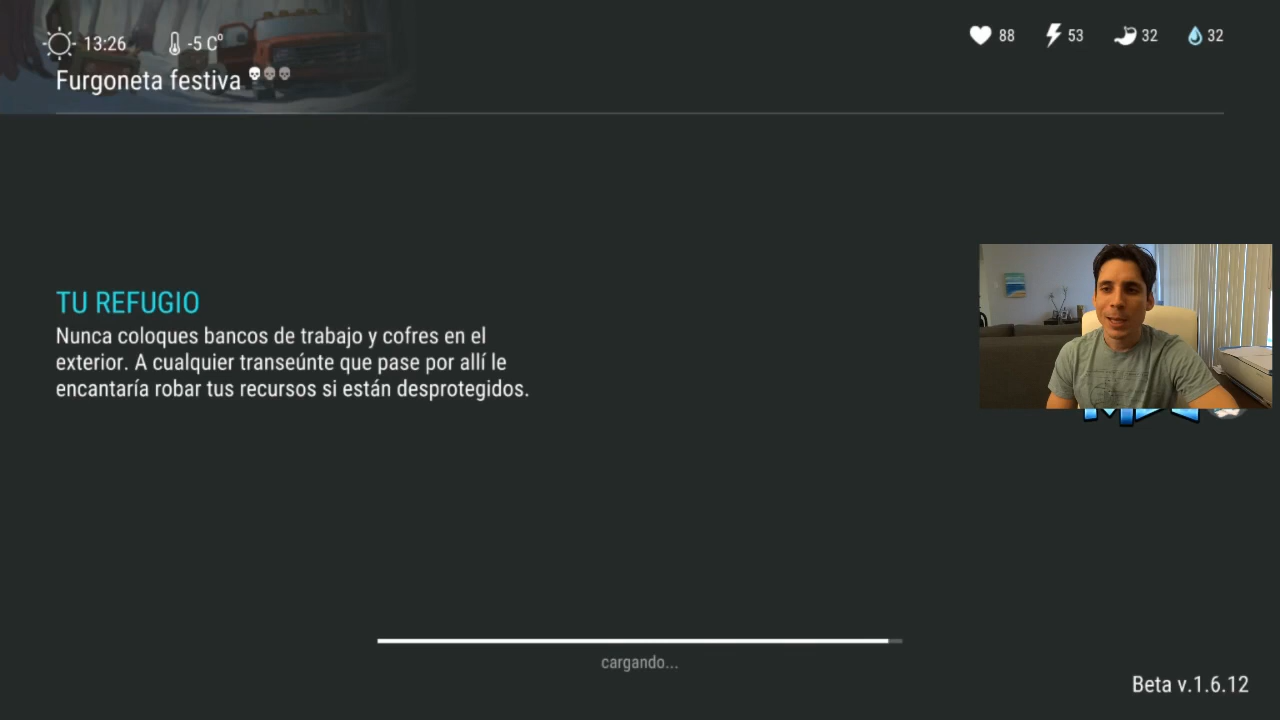 13:26
-5 Cº
88
53
32
32
Furgoneta festiva
TU REFUGIO
Nunca coloques bancos de trabajo y cofres en el
exterior. A cualquier transeúnte que pase por allí le
encantaría robar tus recursos si están desprotegidos.
cargando...
Beta v.1.6.12